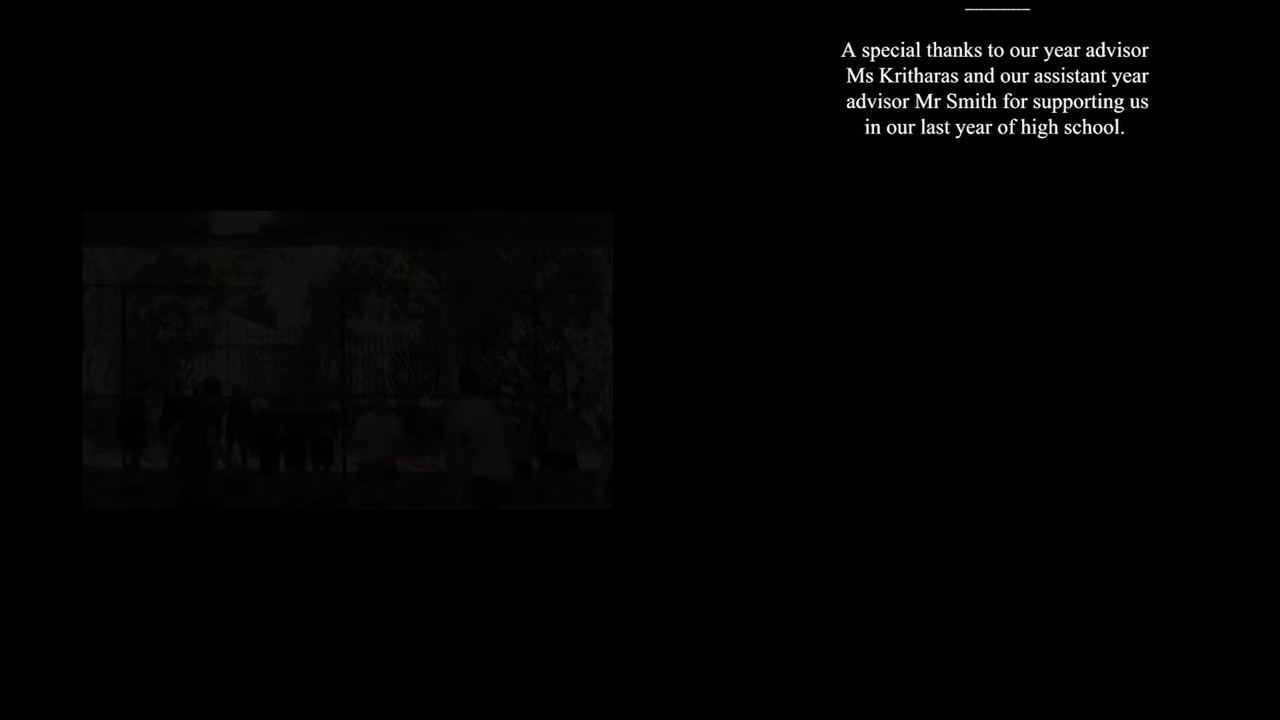 A special thanks to our year advisor
Ms Kritharas and our assistant year
advisor Mr Smith for supporting us
in our last year of high school.